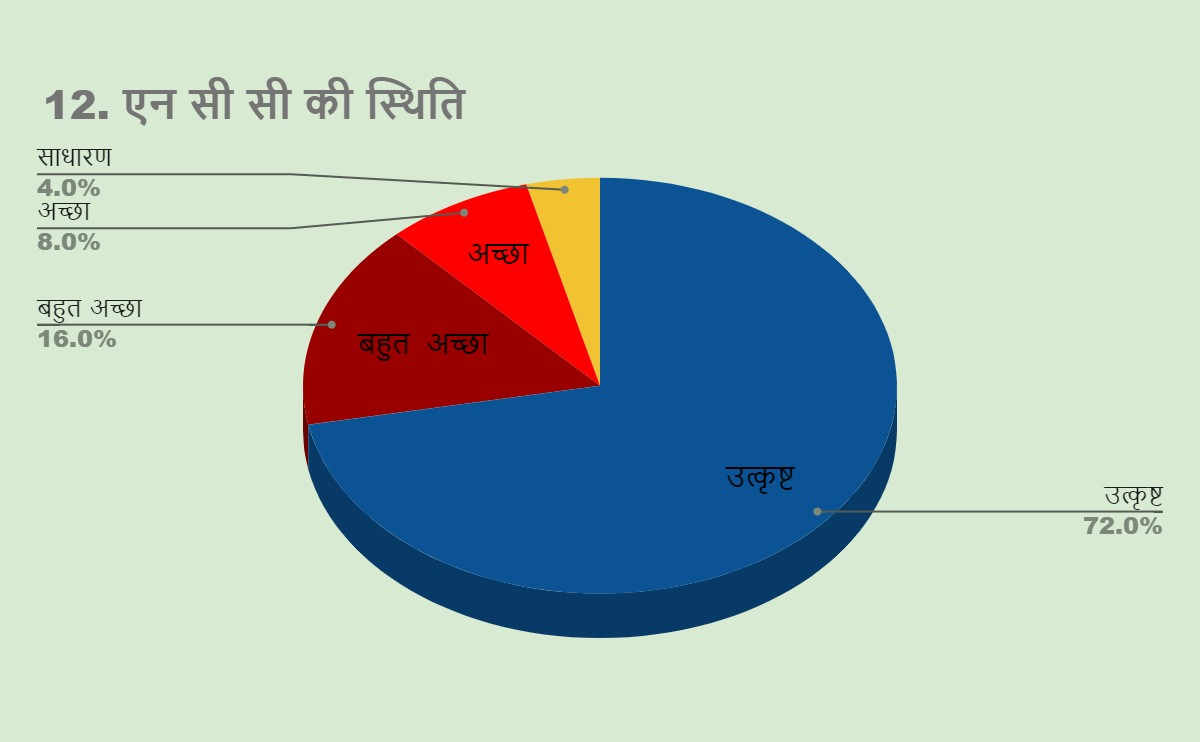 12. एन सी सी की स्थिति
साधारण
4.0%
अच्छा
8.0%
अच्छा
बहुत अच्छा
16.0%
बहुत अच्छा
उत्कृष्ट
उत्कृष्ट
72.0%